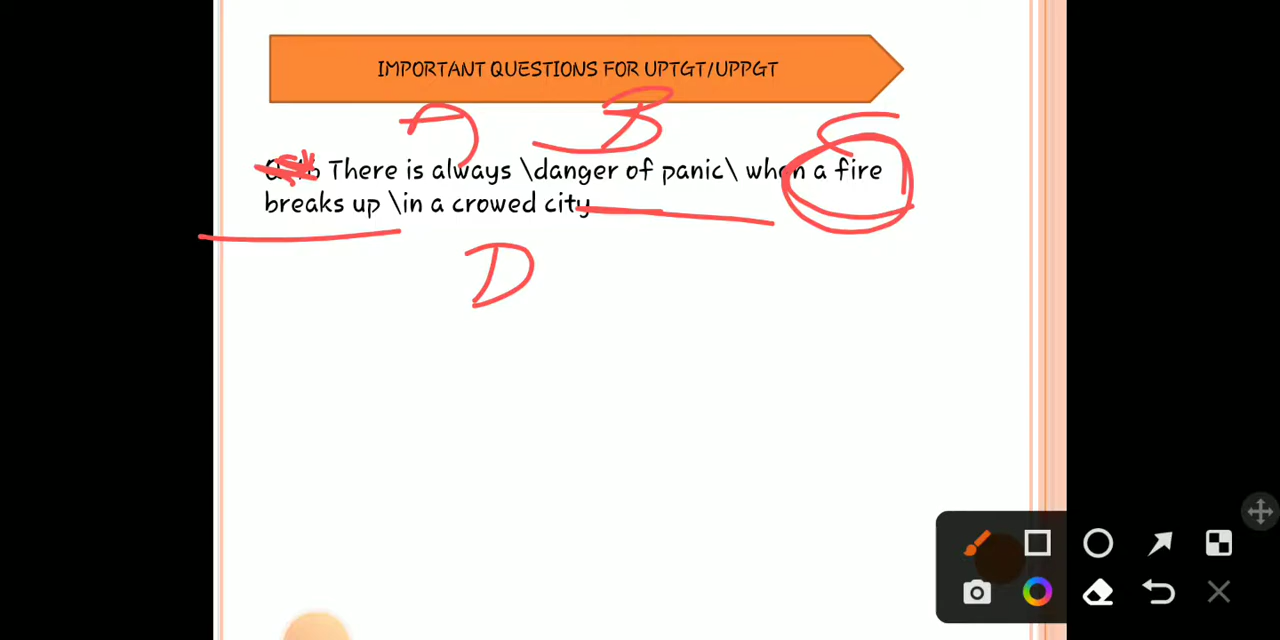 IMPORTANT QUESTIONS FOR UPTGT/UPPGT
A B C
There is always \danger of panic\ when a fire
breaks up \in a crowed city
D